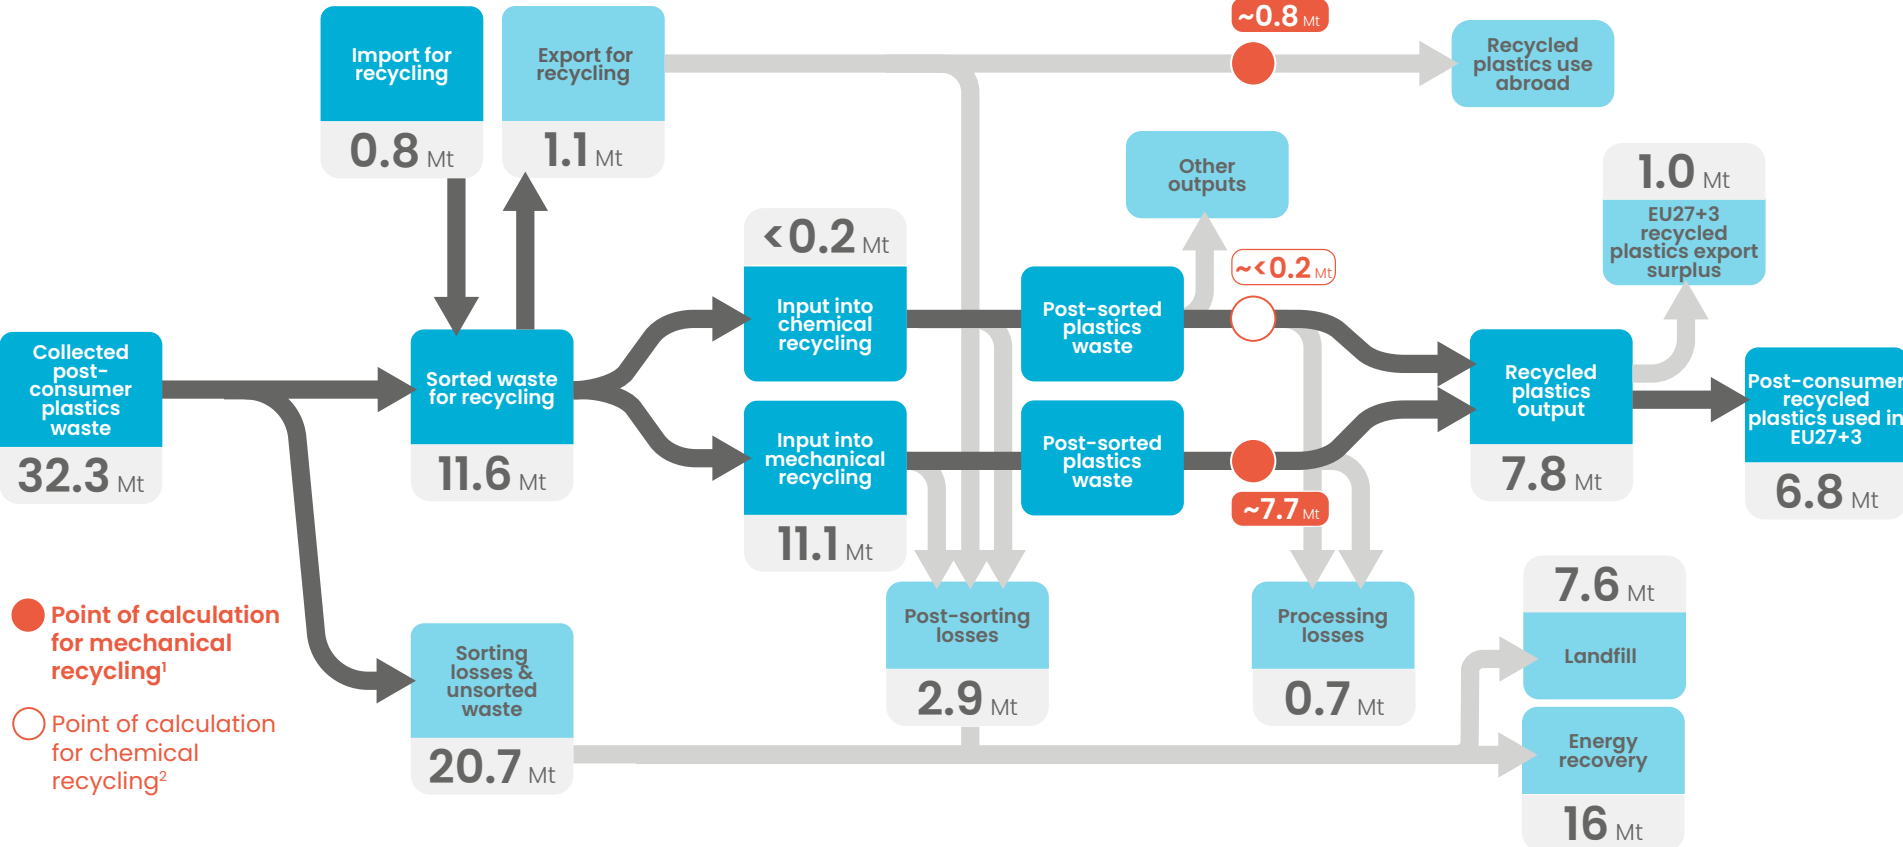 Import for
recycling
0.8 Mt
Export for
recycling
1.1 Mt
~0.8 Mt
Recycled
plastics use
abroad
Other
outputs
1.0 Mt
EU27+3
recycled
plastics export
surplus
<0.2 Mt
Input into
chemical
recycling
Post-sorted
plastics
waste
~<0.2 Mt
Collected
post-
consumer
plastics
waste
32.3 Mt
Sorted waste
for recycling
11.6 Mt
Input into
mechanical
recycling
11.1 Mt
Post-sorted
plastics
waste
~7.7 Mt
Recycled
plastics
output
7.8 Mt
Post-consumer
recycled
plastics used in
EU27+3
6.8 Mt
Point of calculation
for mechanical
recycling¹
Point of calculation
for chemical
recycling²
Sorting
losses &
unsorted
waste
20.7 Mt
Post-sorting
losses
2.9 Mt
Processing
losses
0.7 Mt
7.6 Mt
Landfill
Energy
recovery
16 Mt